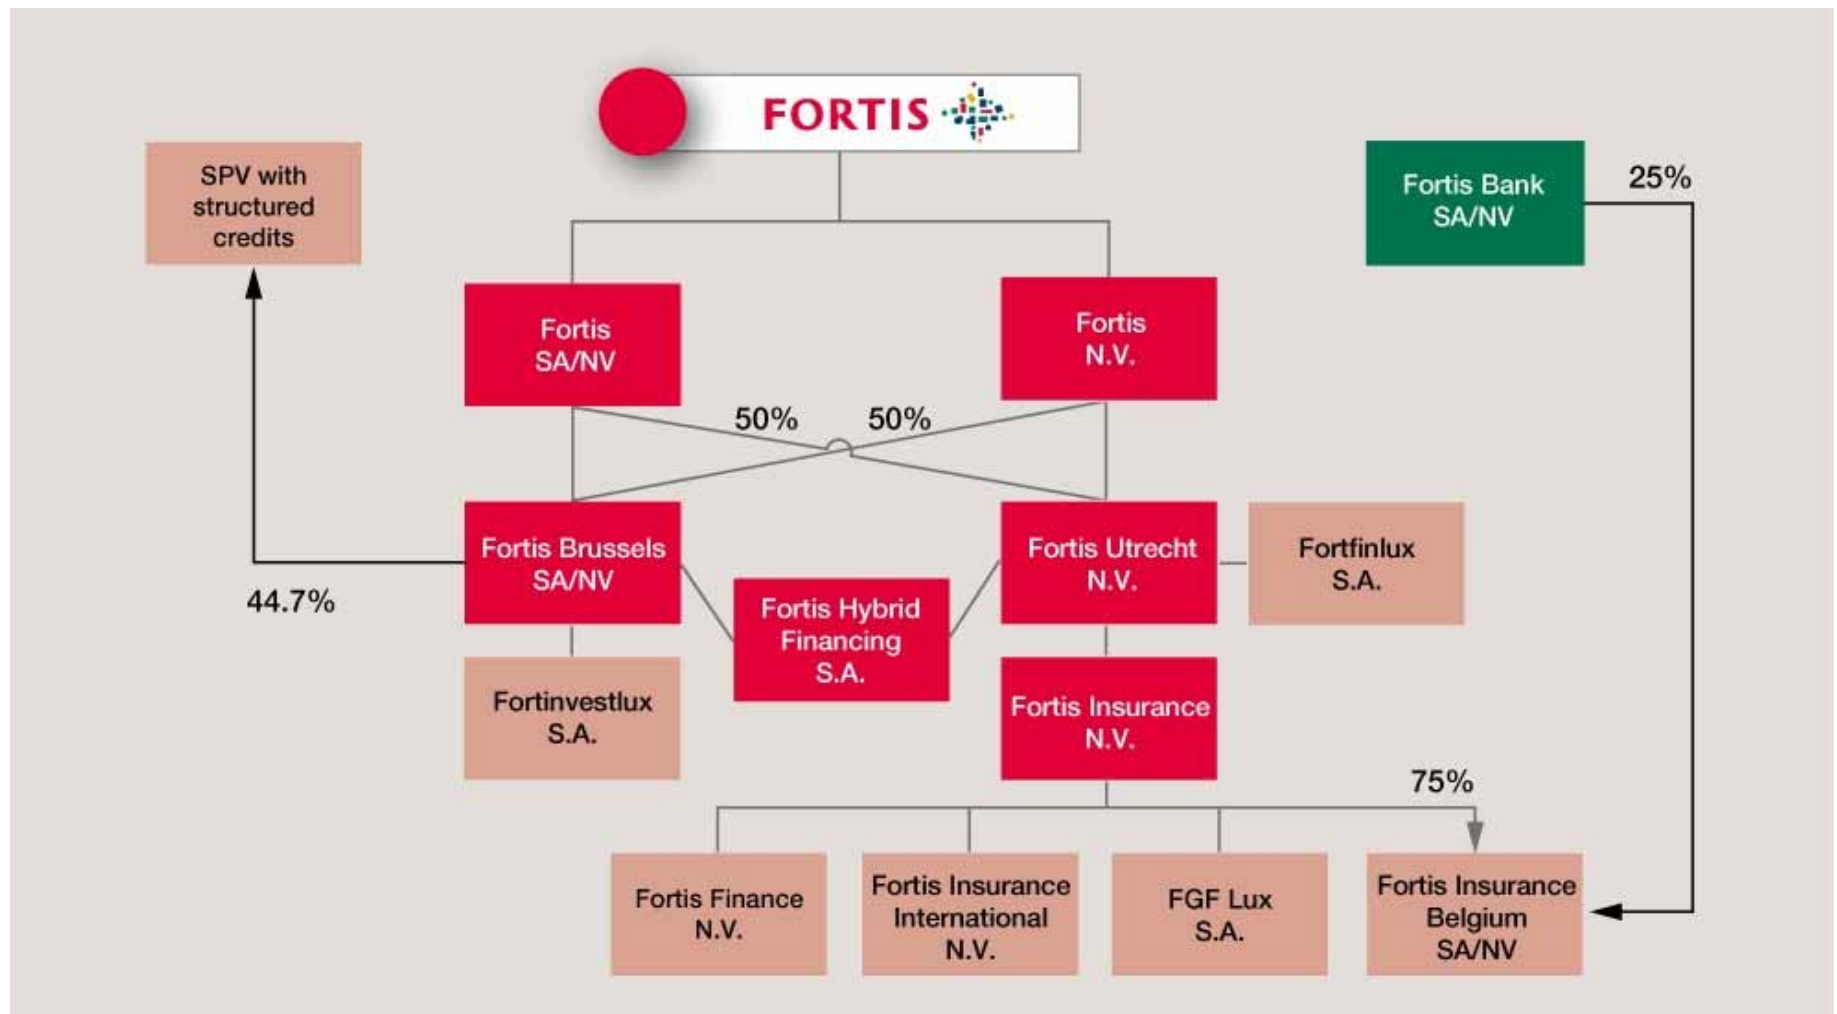 FORTIS
SPV with
structured
credits
Fortis Bank
SA/NV
25%
Fortis
SA/NV
Fortis
N.V.
50%
50%
Fortis Brussels
SA/NV
Fortis Utrecht
N.V.
Fortfinlux
S.A.
44.7%
Fortis Hybrid
Financing
S.A.
Fortinvestlux
S.A.
Fortis Insurance
N.V.
75%
Fortis Finance
N.V.
Fortis Insurance
International
N.V.
FGF Lux
S.A.
Fortis Insurance
Belgium
SA/NV